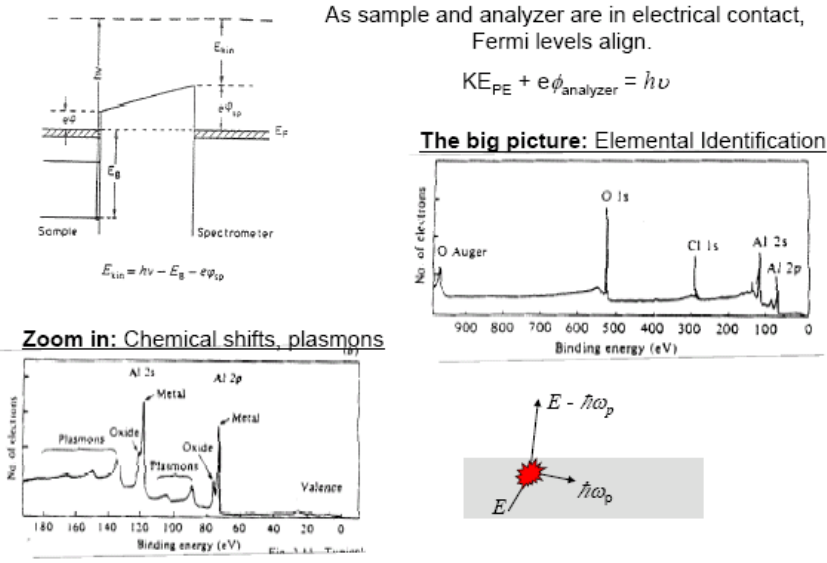 As sample and analyzer are in electrical contact,
Fermi levels align.
KE_PE + eϕ_analyzer = hυ
E_kin
hν
eφ
eφ_sp
E_F
E_B
Sample
Spectrometer
E_kin = hν − E_B − eφ_sp
The big picture: Elemental Identification
No of electrons
O Auger
O 1s
Cl 1s
Al 2s
Al 2p
900 800 700 600 500 400 300 200 100 0
Binding energy (eV)
Zoom in: Chemical shifts, plasmons
No of electrons
Al 2s
Al 2p
Metal
Metal
Oxide
Oxide
Plasmons
Plasmons
Valence
180 160 140 120 100 80 60 40 20 0
Binding energy (eV)
E - ℏω_p
ℏω_p
E